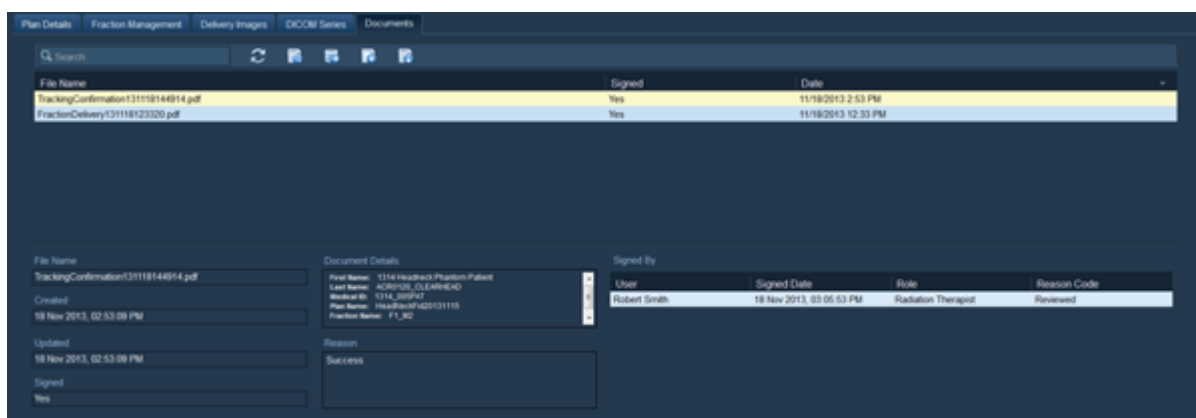 Plan Details Fraction Management Delivery Images DICOM Series Documents
Search
File Name Signed Date
TrackingConfirmation131118144914.pdf Yes 11/18/2013 2:53 PM
FractionDelivery131118123320.pdf Yes 11/18/2013 12:33 PM
File Name
TrackingConfirmation131118144914.pdf
Created
18 Nov 2013, 02:53:09 PM
Updated
18 Nov 2013, 02:53:09 PM
Signed
Yes
Document Details
First Name: 1314 Headneck Phantom Patient
Last Name: ACR0120_CLEARHEAD
Medical ID: 1314_005PAT
Plan Name:
Fraction Name: F1_M2
Reason
Success
Signed By
User Signed Date Role Reason Code
Robert Smith 18 Nov 2013, 03:05:53 PM Radiation Therapist Reviewed